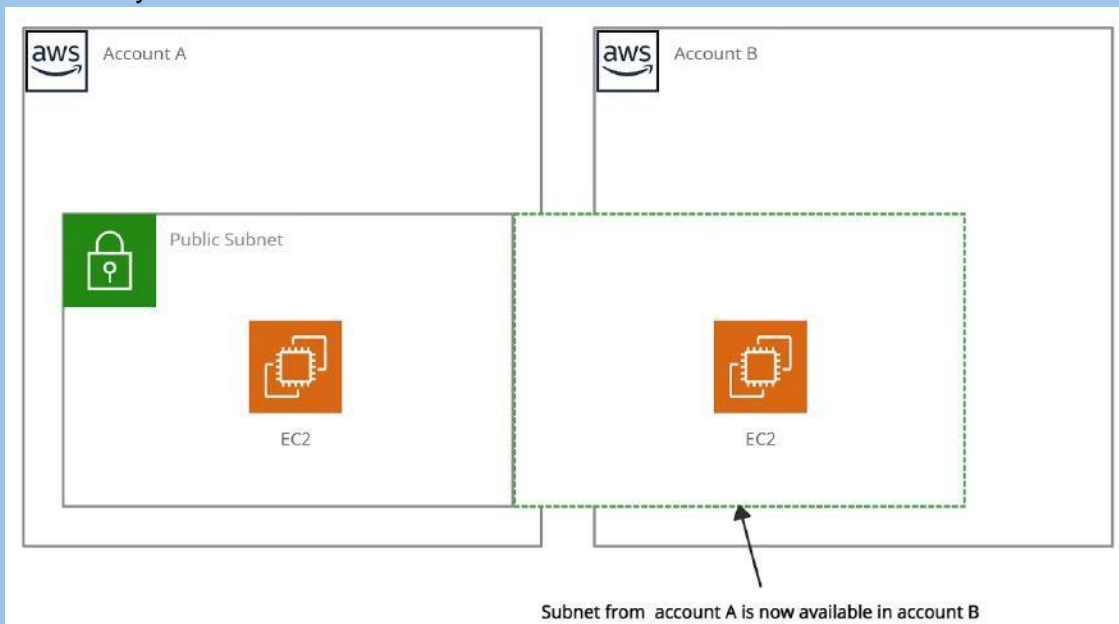 aws Account A
aws Account B
Public Subnet
EC2
EC2
Subnet from account A is now available in account B